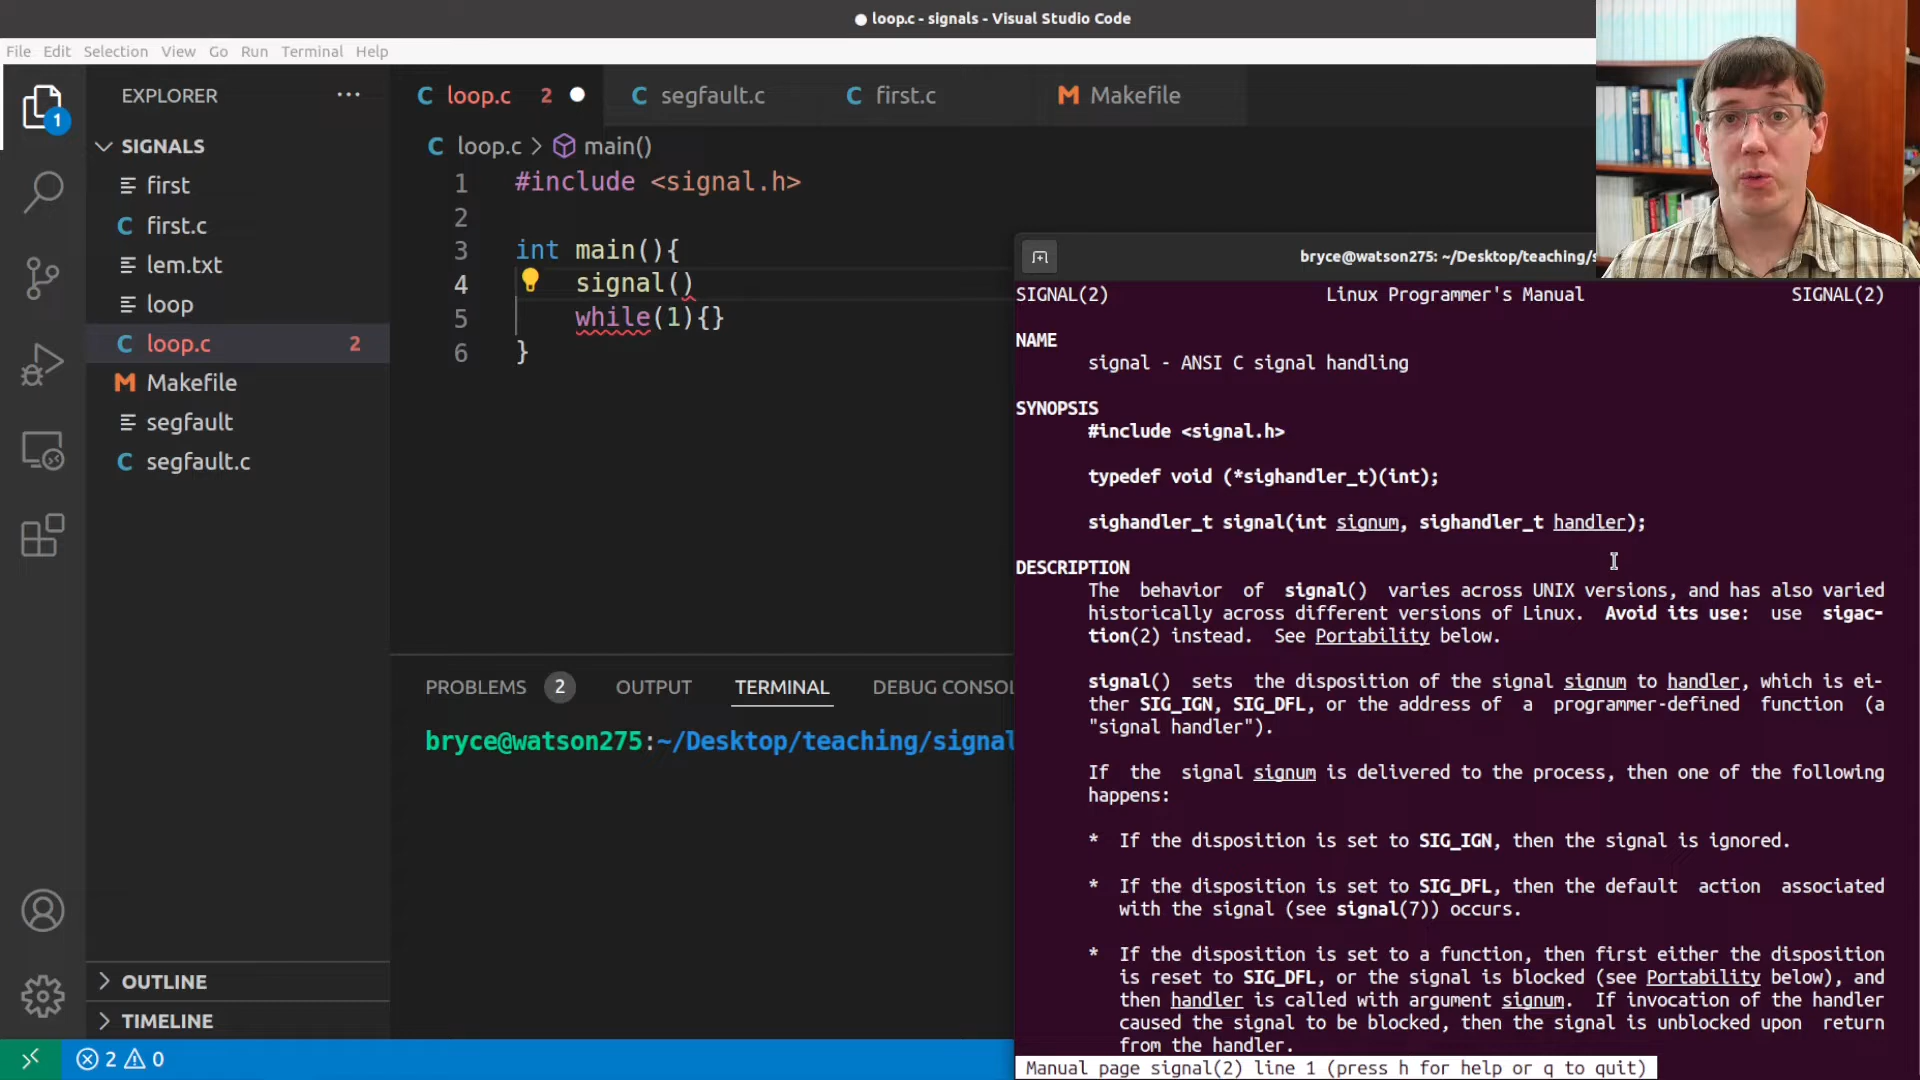 loop.c - signals - Visual Studio Code
File Edit Selection View Go Run Terminal Help
1
EXPLORER ···
SIGNALS
first
C first.c
lem.txt
loop
C loop.c 2
M Makefile
segfault
C segfault.c
OUTLINE
TIMELINE
C loop.c 2
C segfault.c
C first.c
M Makefile
C loop.c > main()
1 #include <signal.h>
2
3 int main(){
4 signal()
5 while(1){}
6 }
PROBLEMS 2 OUTPUT TERMINAL DEBUG CONSOL
bryce@watson275:~/Desktop/teaching/signal
2 0
bryce@watson275: ~/Desktop/teaching/s
SIGNAL(2) Linux Programmer's Manual SIGNAL(2)
NAME
signal - ANSI C signal handling
SYNOPSIS
#include <signal.h>
typedef void (*sighandler_t)(int);
sighandler_t signal(int signum, sighandler_t handler);
DESCRIPTION
The behavior of signal() varies across UNIX versions, and has also varied
historically across different versions of Linux. Avoid its use: use sigac-
tion(2) instead. See Portability below.
signal() sets the disposition of the signal signum to handler, which is ei-
ther SIG_IGN, SIG_DFL, or the address of a programmer-defined function (a
"signal handler").
If the signal signum is delivered to the process, then one of the following
happens:
* If the disposition is set to SIG_IGN, then the signal is ignored.
* If the disposition is set to SIG_DFL, then the default action associated
with the signal (see signal(7)) occurs.
* If the disposition is set to a function, then first either the disposition
is reset to SIG_DFL, or the signal is blocked (see Portability below), and
then handler is called with argument signum. If invocation of the handler
caused the signal to be blocked, then the signal is unblocked upon return
from the handler.
Manual page signal(2) line 1 (press h for help or q to quit)